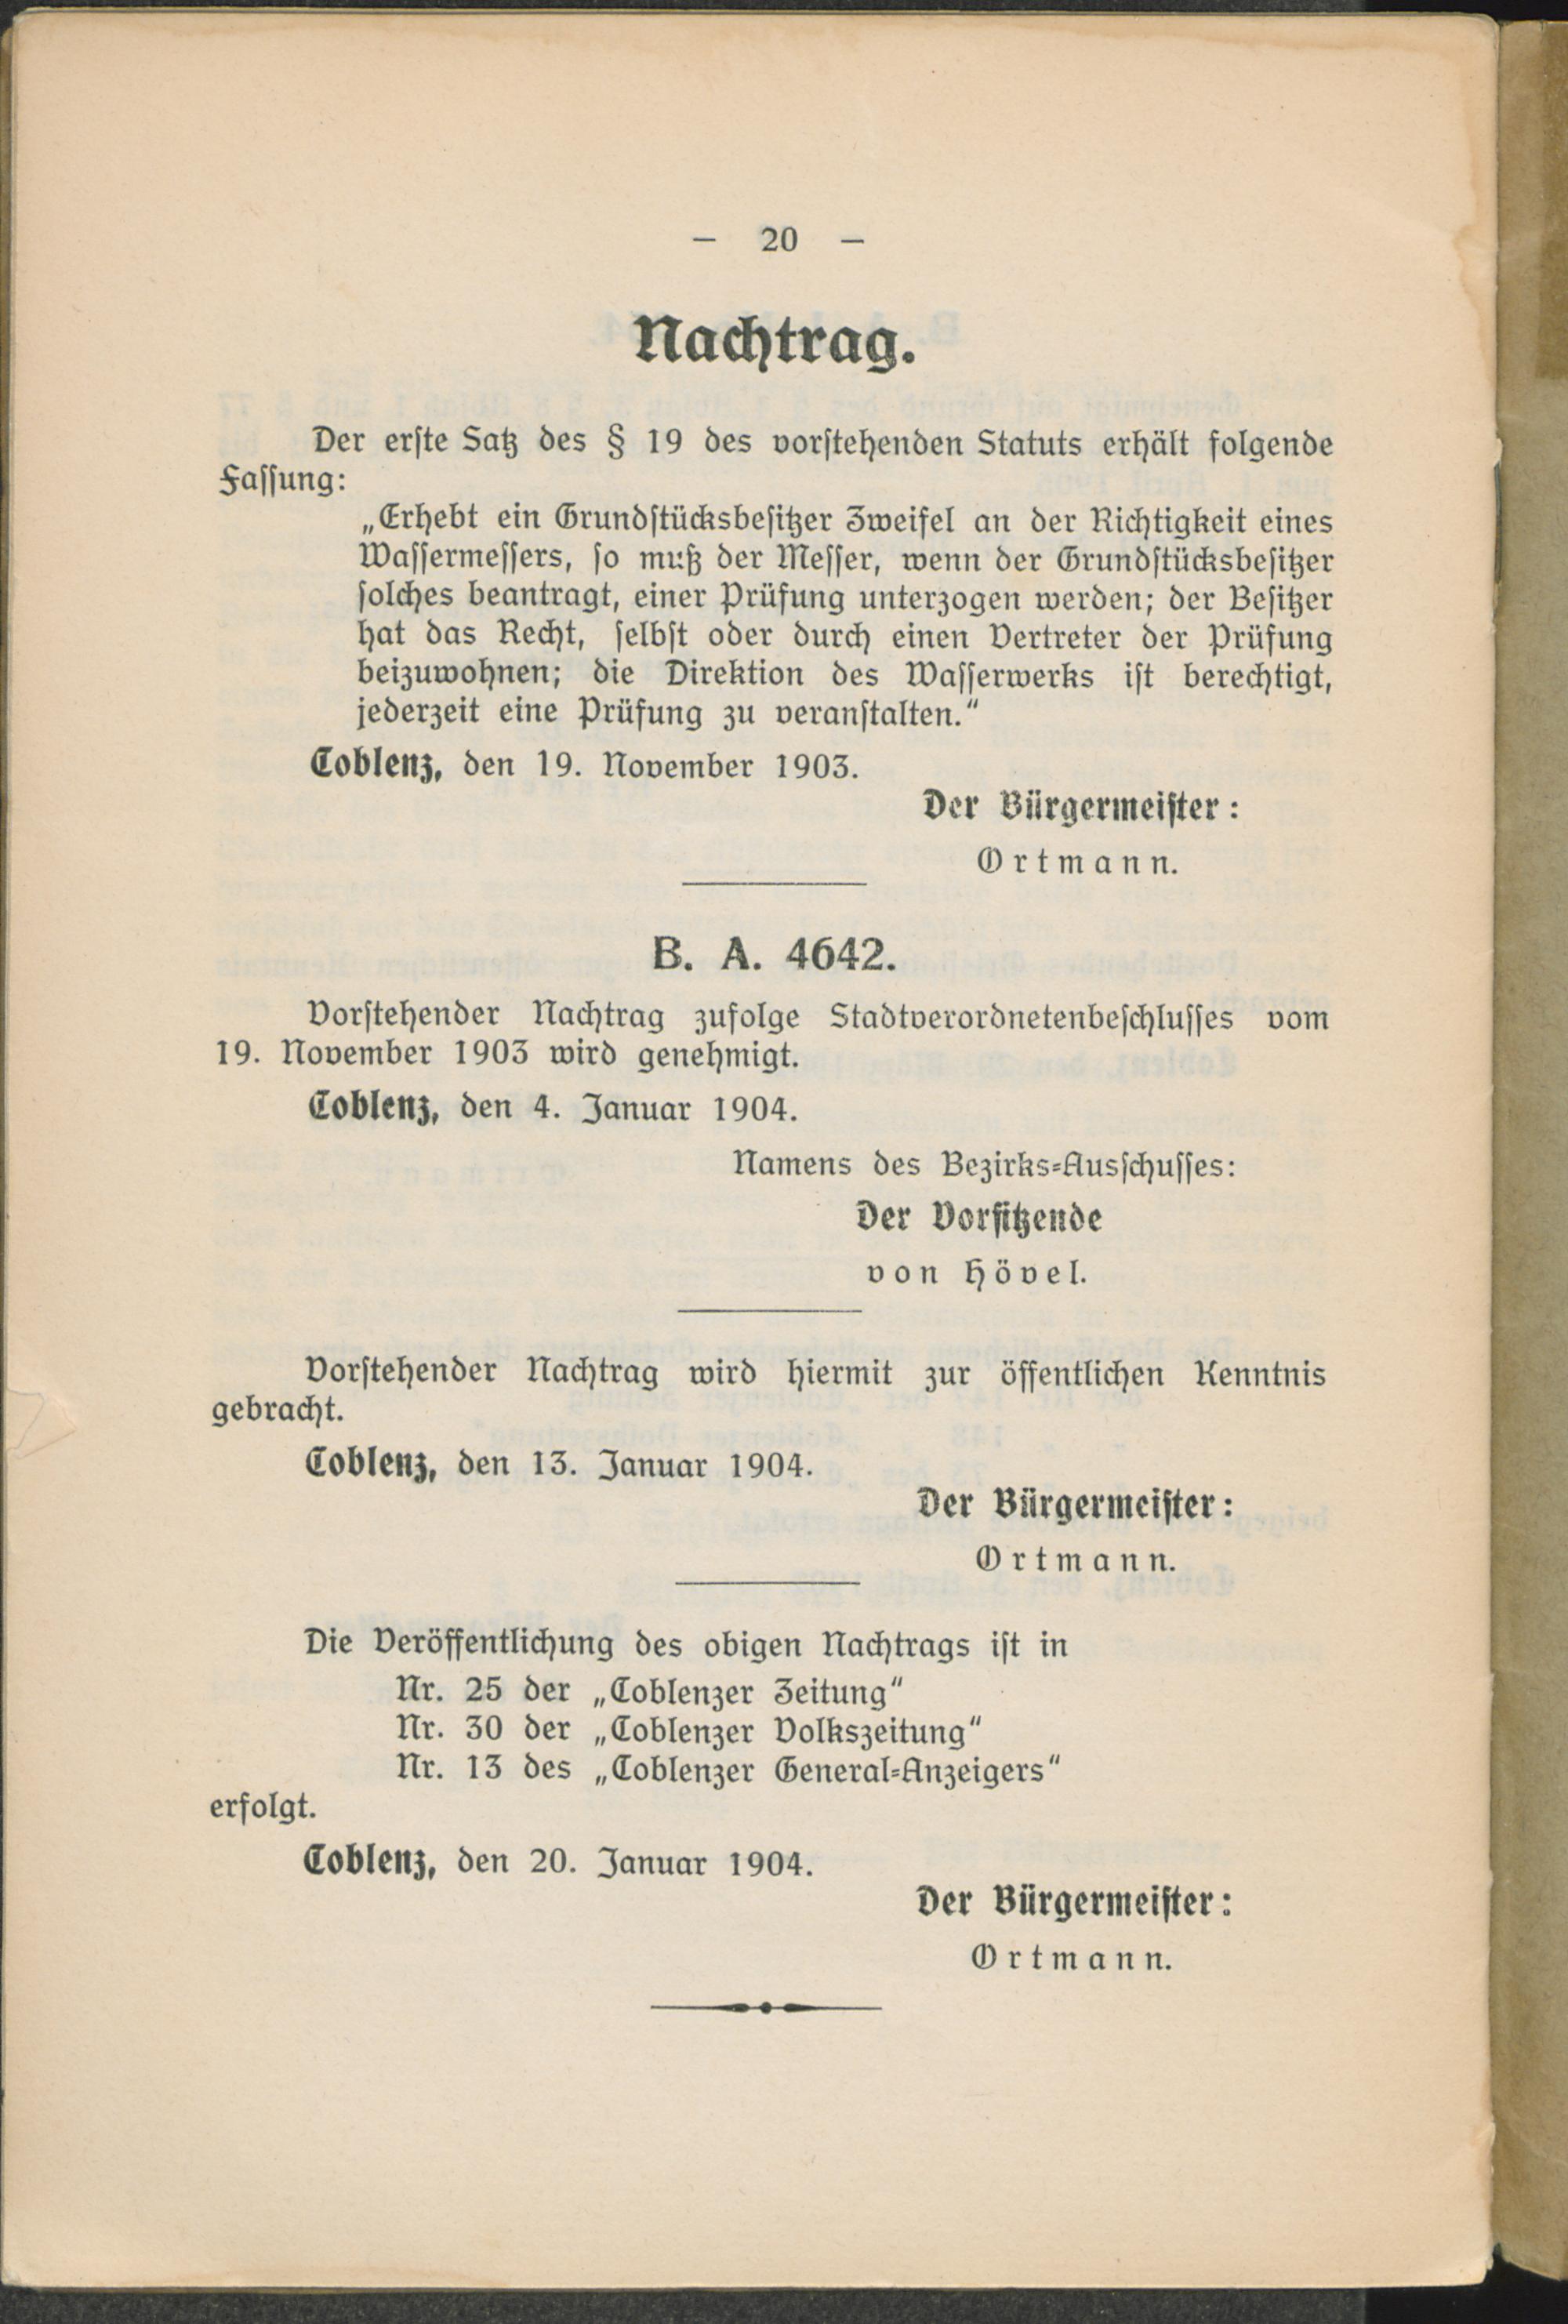 — 20 —
Nachtrag.
Der erste Satz des § 19 des vorstehenden Statuts erhält folgende
Fassung:
„Erhebt ein Grundstücksbesitzer Zweifel an der Richtigkeit eines
Wassermessers, so muß der Messer, wenn der Grundstücksbesitzer
solches beantragt, einer Prüfung unterzogen werden; der Besitzer
hat das Recht, selbst oder durch einen Vertreter der Prüfung
beizuwohnen; die Direktion des Wasserwerks ist berechtigt,
jederzeit eine Prüfung zu veranstalten.“
Coblenz, den 19. November 1903.
Der Bürgermeister:
Ortmann.
B. A. 4642.
Vorstehender Nachtrag zufolge Stadtverordnetenbeschlusses vom
19. November 1903 wird genehmigt.
Coblenz, den 4. Januar 1904.
Namens des Bezirks-Ausschusses:
Der Vorsitzende
von Hövel.
Vorstehender Nachtrag wird hiermit zur öffentlichen Kenntnis
gebracht.
Coblenz, den 13. Januar 1904.
Der Bürgermeister:
Ortmann.
Die Veröffentlichung des obigen Nachtrags ist in
Nr. 25 der „Coblenzer Zeitung“
Nr. 30 der „Coblenzer Volkszeitung“
Nr. 13 des „Coblenzer General-Anzeigers“
erfolgt.
Coblenz, den 20. Januar 1904.
Der Bürgermeister:
Ortmann.